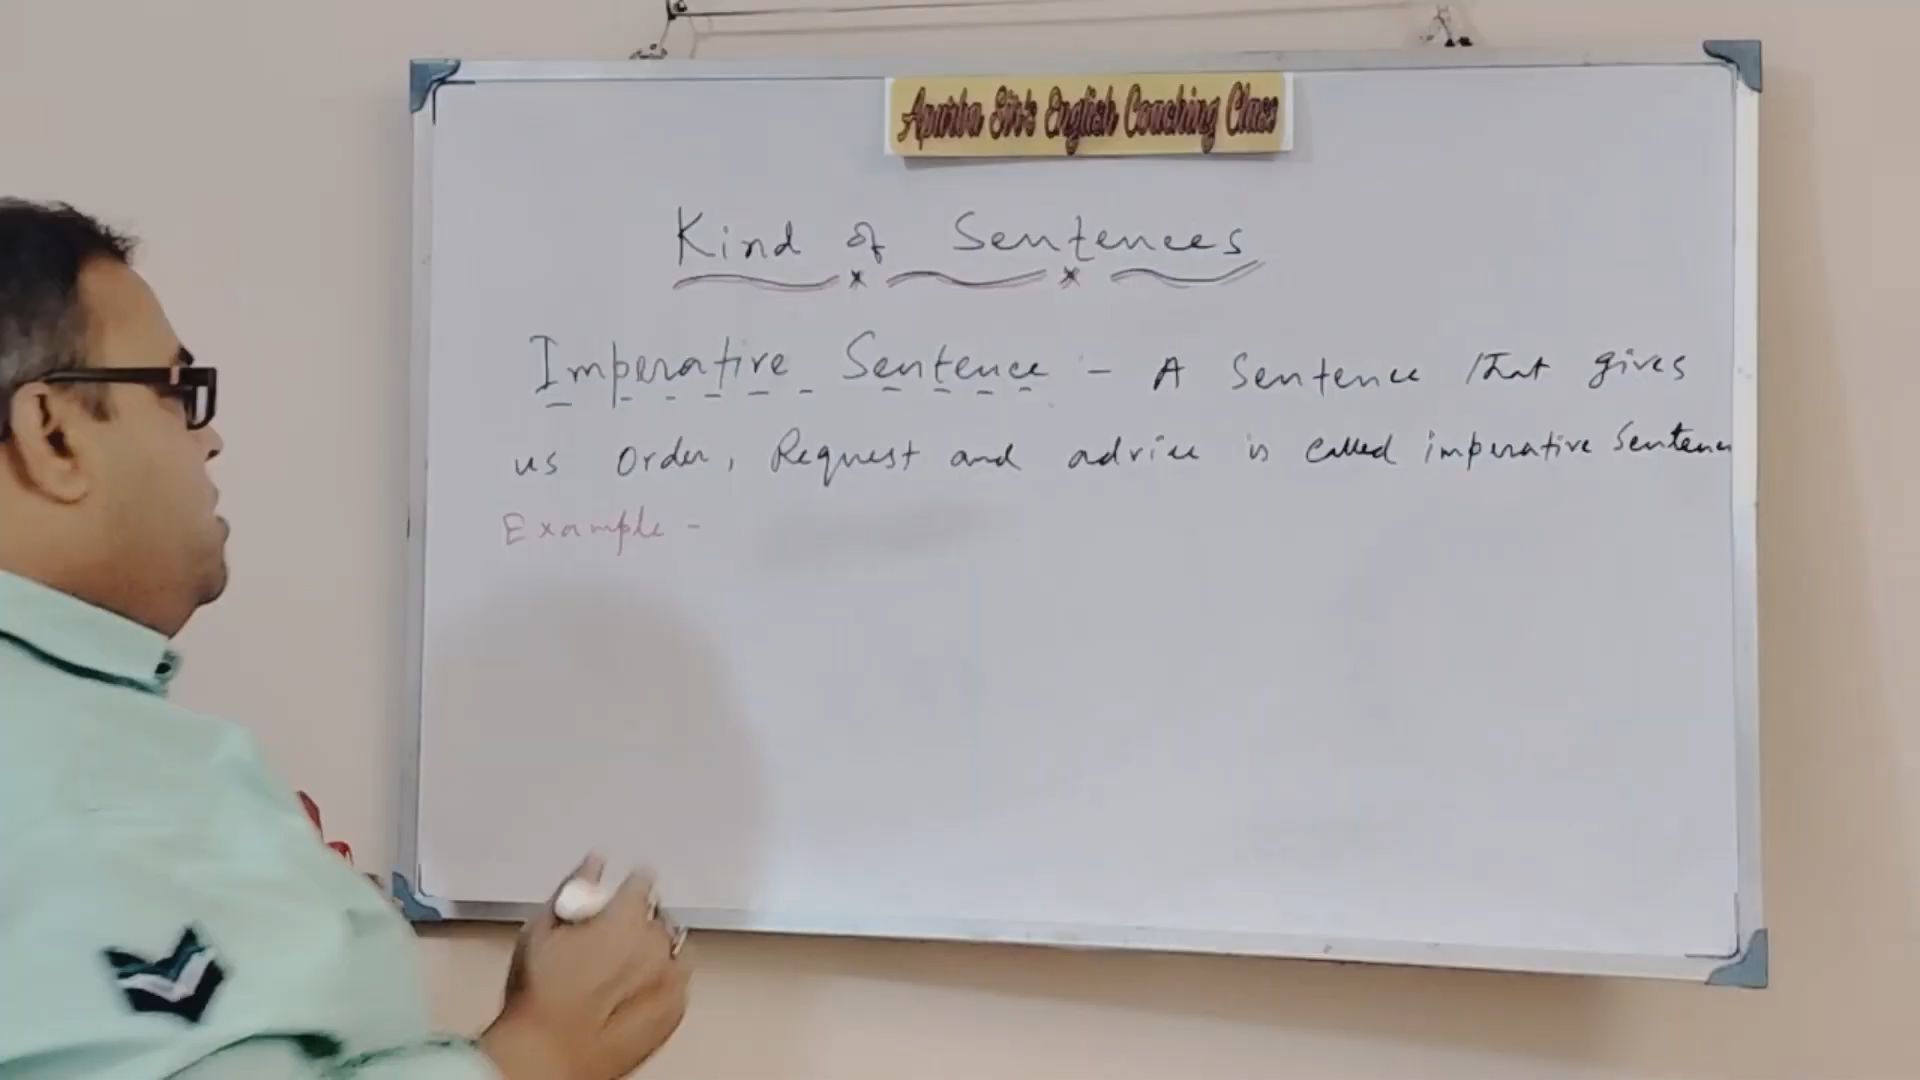 Apurba Sir's English Coaching Class
Kind of Sentences
Imperative Sentence - A Sentence that gives
us order, Request and advice is called imperative Sentence
Example -